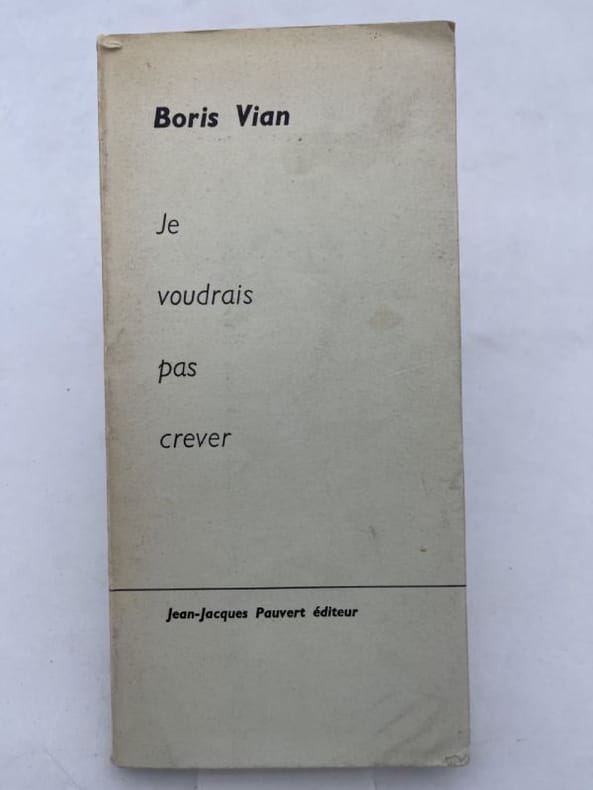 Boris Vian
Je
voudrais
pas
crever
Jean-Jacques Pauvert éditeur